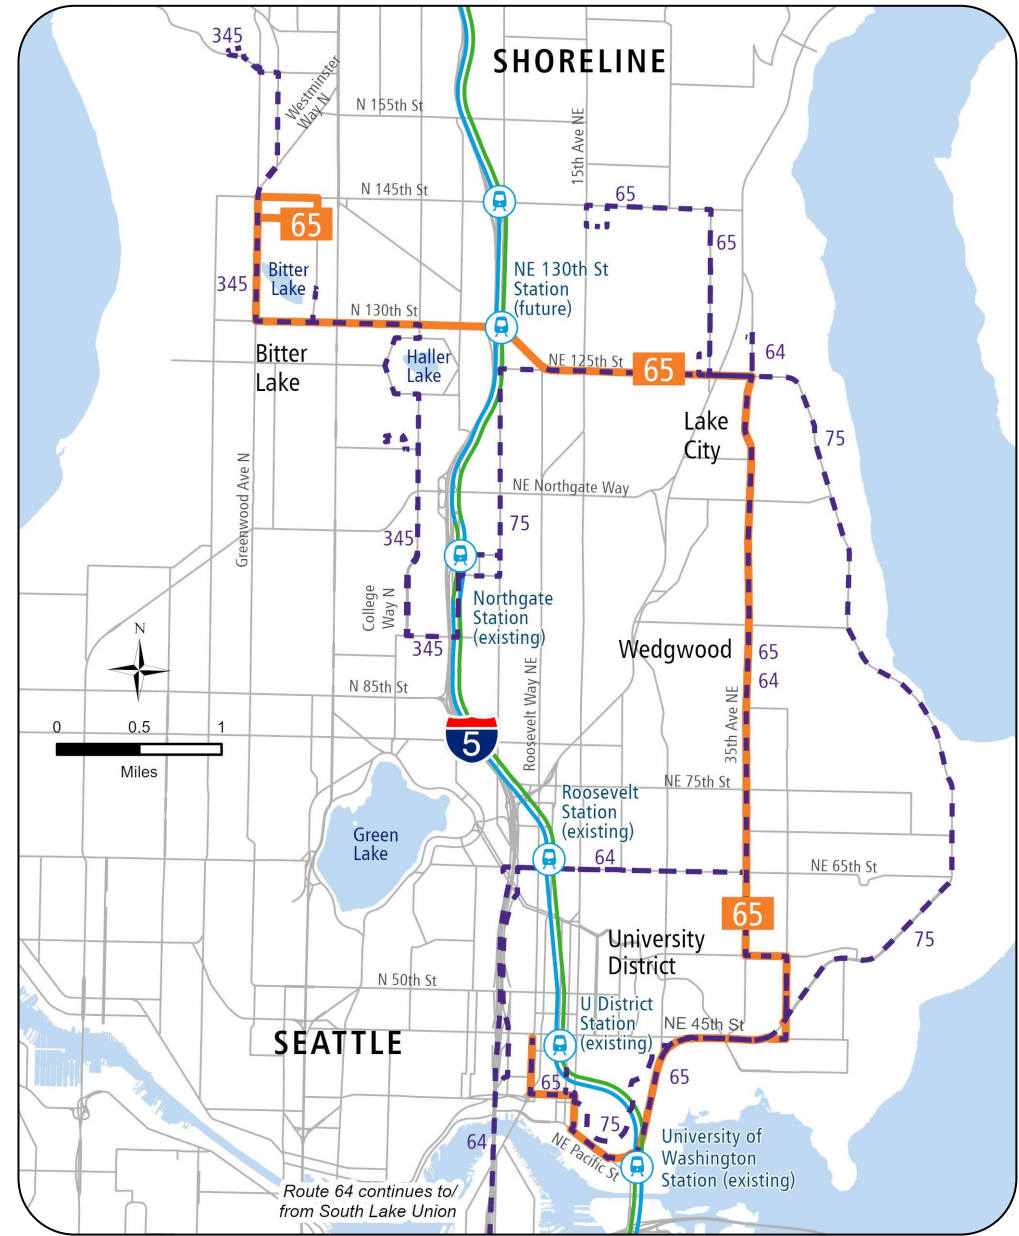 345
SHORELINE
Westminster
Way N
N 155th St
15th Ave NE
N 145th St
65
65
65
345
Bitter
Lake
NE 130th St
Station
(future)
N 130th St
Bitter
Lake
Haller
Lake
NE 125th St
65
64
Lake
City
75
Greenwood Ave N
NE Northgate Way
75
345
College
Way N
Northgate
Station
(existing)
345
N
Wedgwood
65
64
N 85th St
Roosevelt Way NE
35th Ave NE
0 0.5 1
Miles
5
NE 75th St
Roosevelt
Station
(existing)
Green
Lake
64
NE 65th St
65
University
District
75
N 50th St
U District
Station
(existing)
NE 45th St
SEATTLE
65
65
75
64
NE Pacific St
University of
Washington
Station (existing)
Route 64 continues to/
from South Lake Union